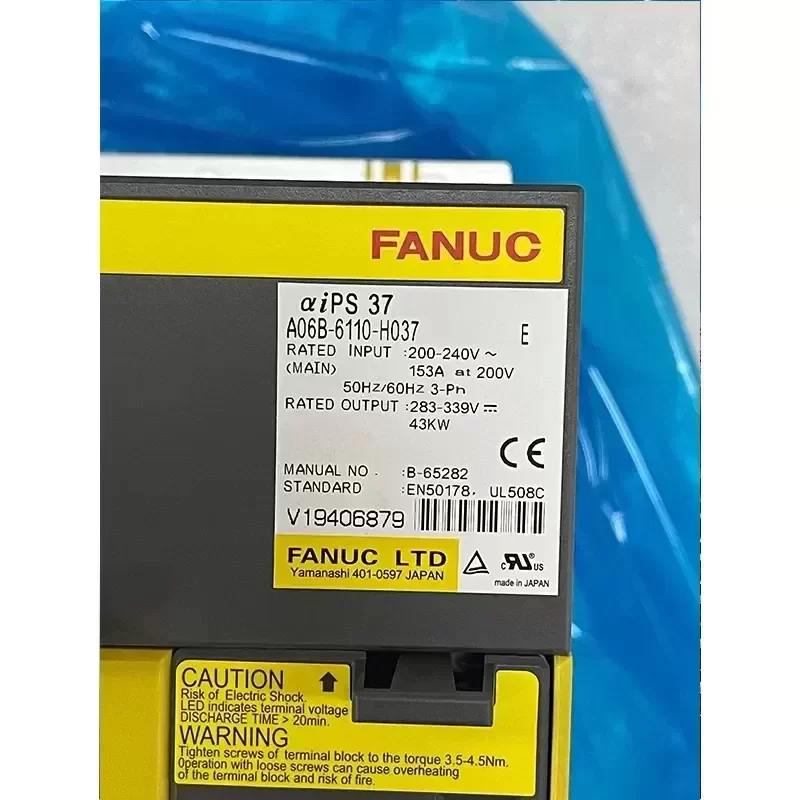 FANUC
αiPS 37
A06B-6110-H037 E
RATED INPUT :200-240V ~
(MAIN) 153A at 200V
50HZ/60HZ 3-Ph
RATED OUTPUT :283-339V ⎓
43KW
CE
MANUAL NO. :B-65282
STANDARD :EN50178, UL508C
V19406879
FANUC LTD
Yamanashi 401-0597 JAPAN
c RU ® US
made in JAPAN
CAUTION
Risk of Electric Shock.
LED indicates terminal voltage
DISCHARGE TIME > 20min.
WARNING
Tighten screws of terminal block to the torque 3.5-4.5Nm.
Operation with loose screws can cause overheating
of the terminal block and risk of fire.